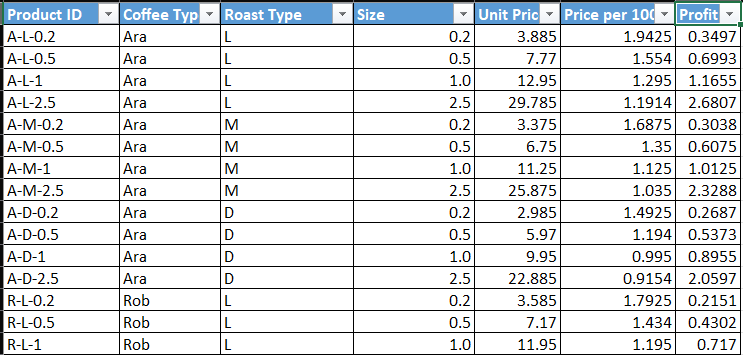 Product ID Coffee Typ Roast Type Size Unit Pric Price per 100 Profit
A-L-0.2 Ara L 0.2 3.885 1.9425 0.3497
A-L-0.5 Ara L 0.5 7.77 1.554 0.6993
A-L-1 Ara L 1.0 12.95 1.295 1.1655
A-L-2.5 Ara L 2.5 29.785 1.1914 2.6807
A-M-0.2 Ara M 0.2 3.375 1.6875 0.3038
A-M-0.5 Ara M 0.5 6.75 1.35 0.6075
A-M-1 Ara M 1.0 11.25 1.125 1.0125
A-M-2.5 Ara M 2.5 25.875 1.035 2.3288
A-D-0.2 Ara D 0.2 2.985 1.4925 0.2687
A-D-0.5 Ara D 0.5 5.97 1.194 0.5373
A-D-1 Ara D 1.0 9.95 0.995 0.8955
A-D-2.5 Ara D 2.5 22.885 0.9154 2.0597
R-L-0.2 Rob L 0.2 3.585 1.7925 0.2151
R-L-0.5 Rob L 0.5 7.17 1.434 0.4302
R-L-1 Rob L 1.0 11.95 1.195 0.717